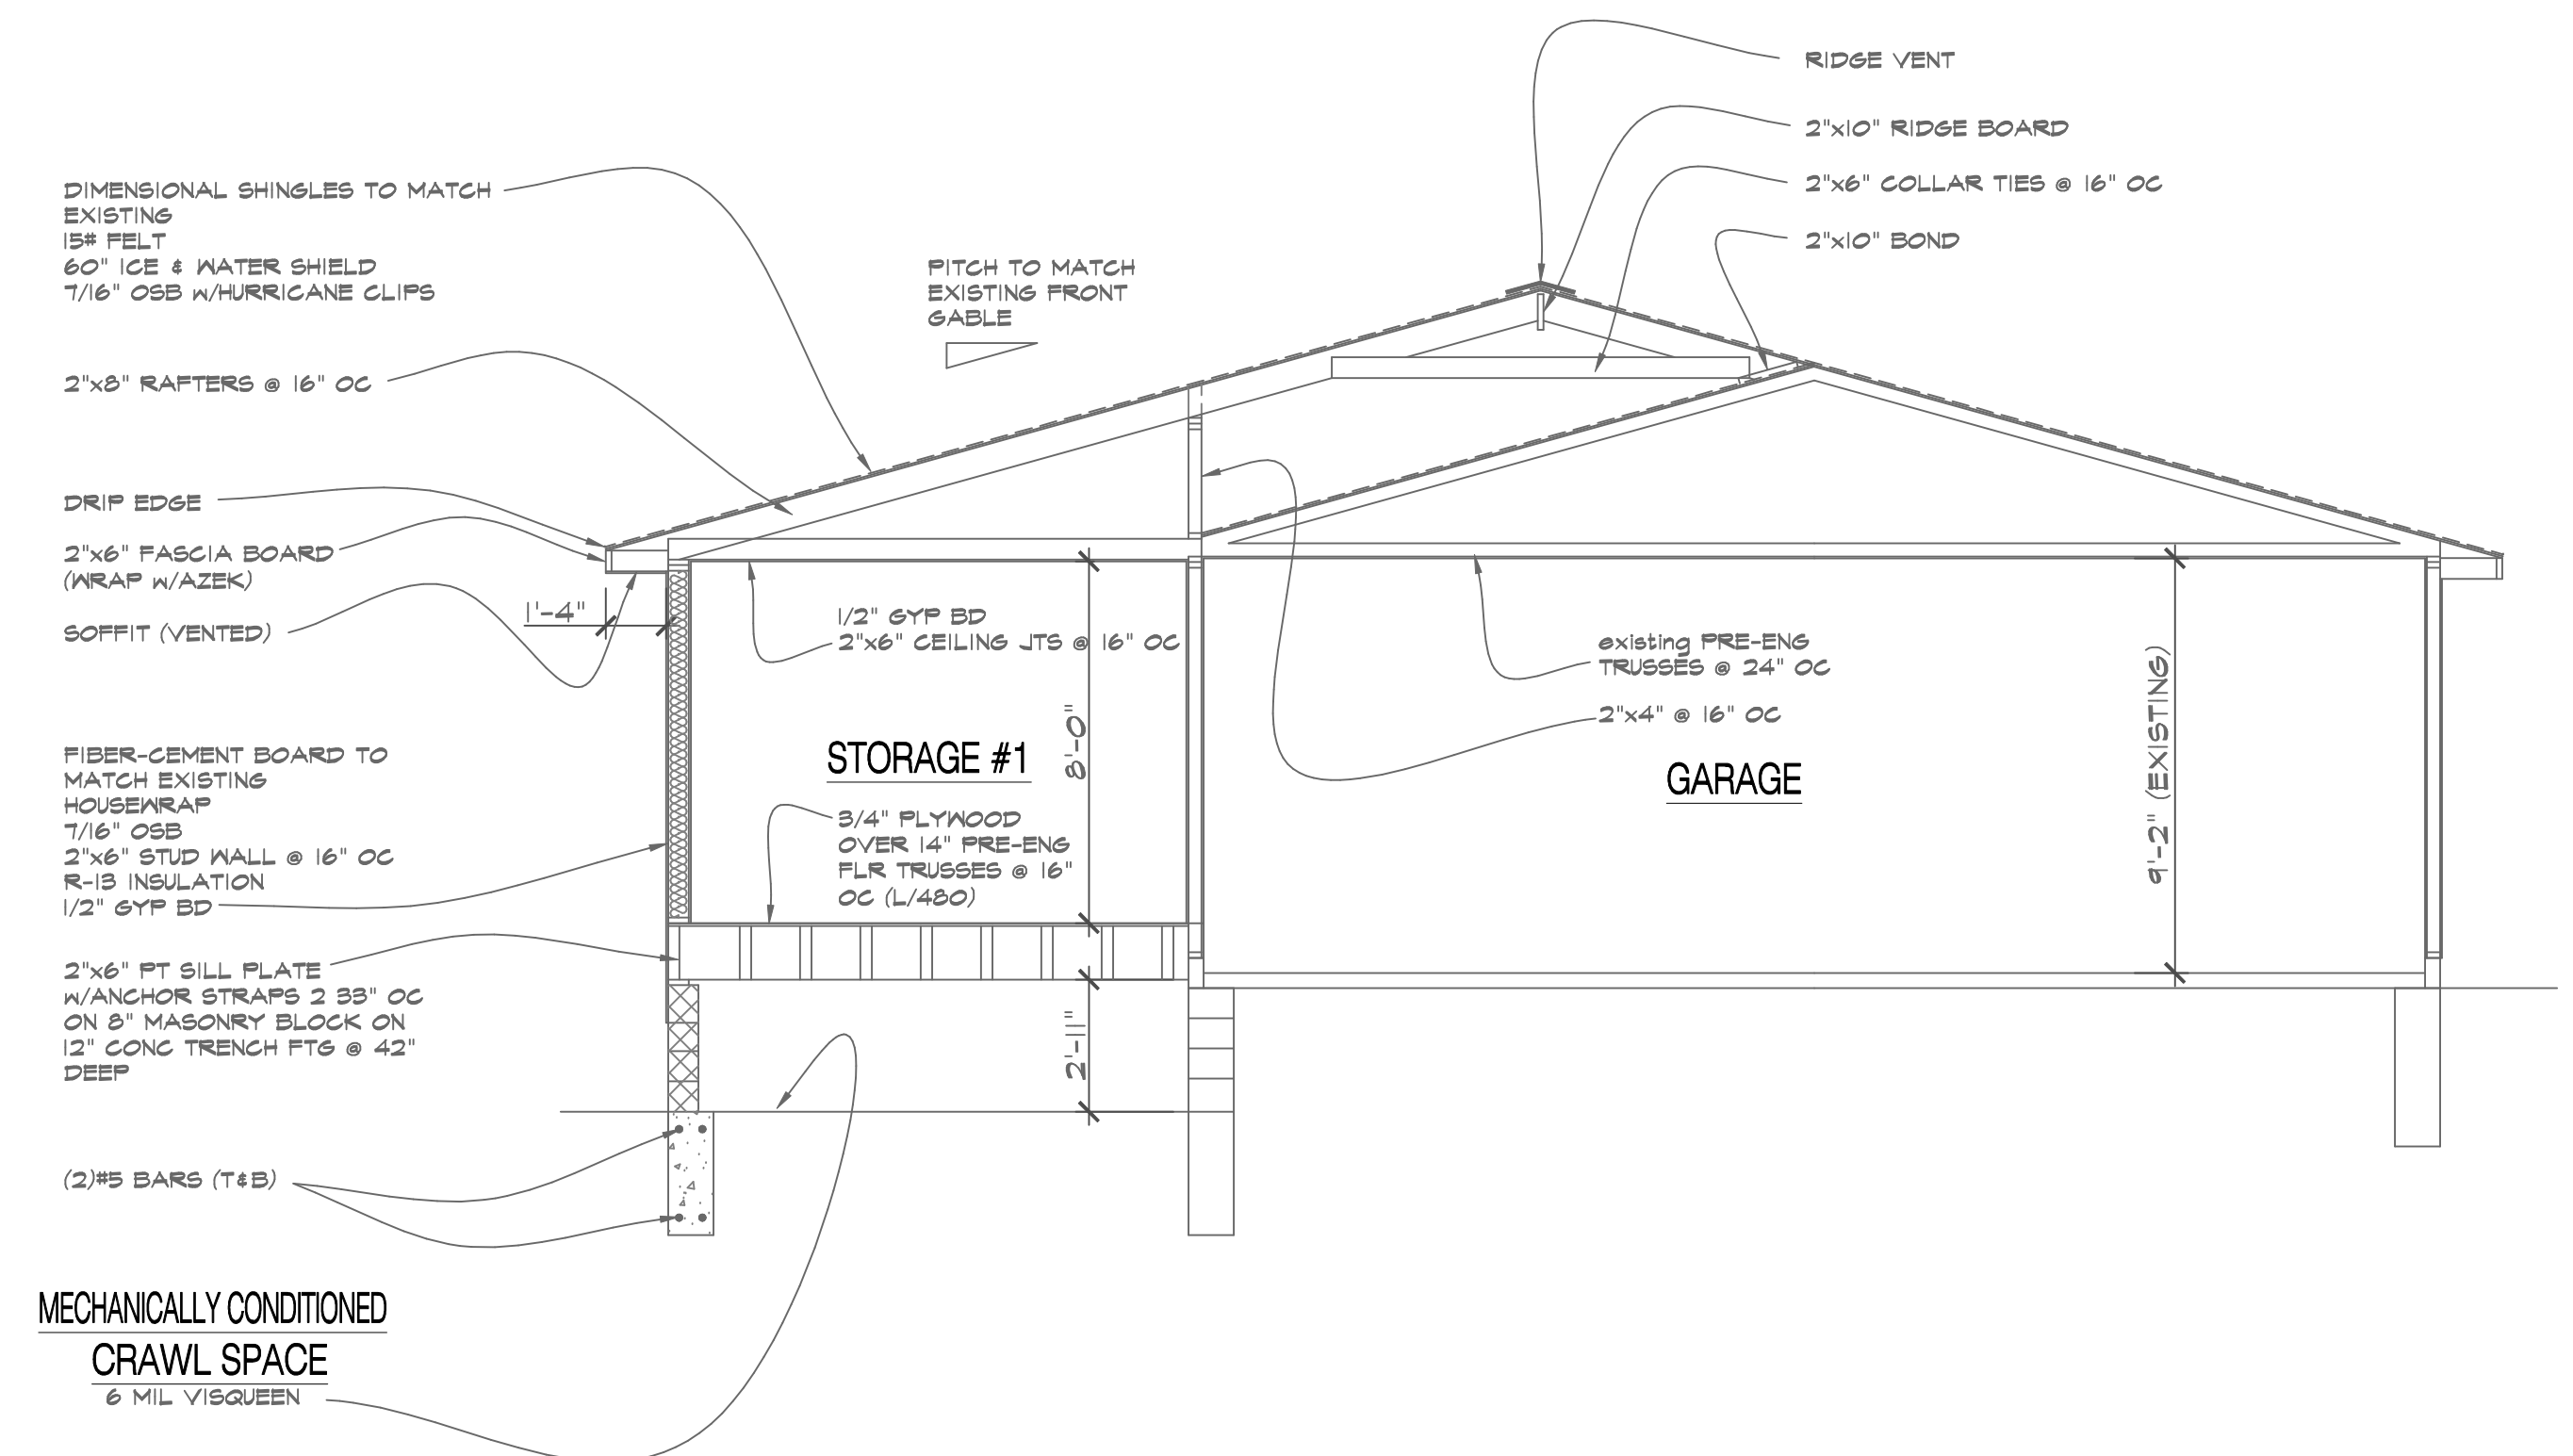 RIDGE VENT
2"x10" RIDGE BOARD
2"x6" COLLAR TIES @ 16" OC
2"x10" BOND
DIMENSIONAL SHINGLES TO MATCH
EXISTING
15# FELT
60" ICE & WATER SHIELD
7/16" OSB w/HURRICANE CLIPS
PITCH TO MATCH
EXISTING FRONT
GABLE
2"x8" RAFTERS @ 16" OC
DRIP EDGE
2"x6" FASCIA BOARD
(WRAP w/AZEK)
SOFFIT (VENTED)
1'-4"
1/2" GYP BD
2"x6" CEILING JTS @ 16" OC
existing PRE-ENG
TRUSSES @ 24" OC
2"x4" @ 16" OC
8'-0"
9'-2" (EXISTING)
STORAGE #1
GARAGE
FIBER-CEMENT BOARD TO
MATCH EXISTING
HOUSEWRAP
7/16" OSB
2"x6" STUD WALL @ 16" OC
R-13 INSULATION
1/2" GYP BD
3/4" PLYWOOD
OVER 14" PRE-ENG
FLR TRUSSES @ 16"
OC (L/480)
2"x6" PT SILL PLATE
w/ANCHOR STRAPS 2 33" OC
ON 8" MASONRY BLOCK ON
12" CONC TRENCH FTG @ 42"
DEEP
2'-11"
(2)#5 BARS (T&B)
MECHANICALLY CONDITIONED
CRAWL SPACE
6 MIL VISQUEEN